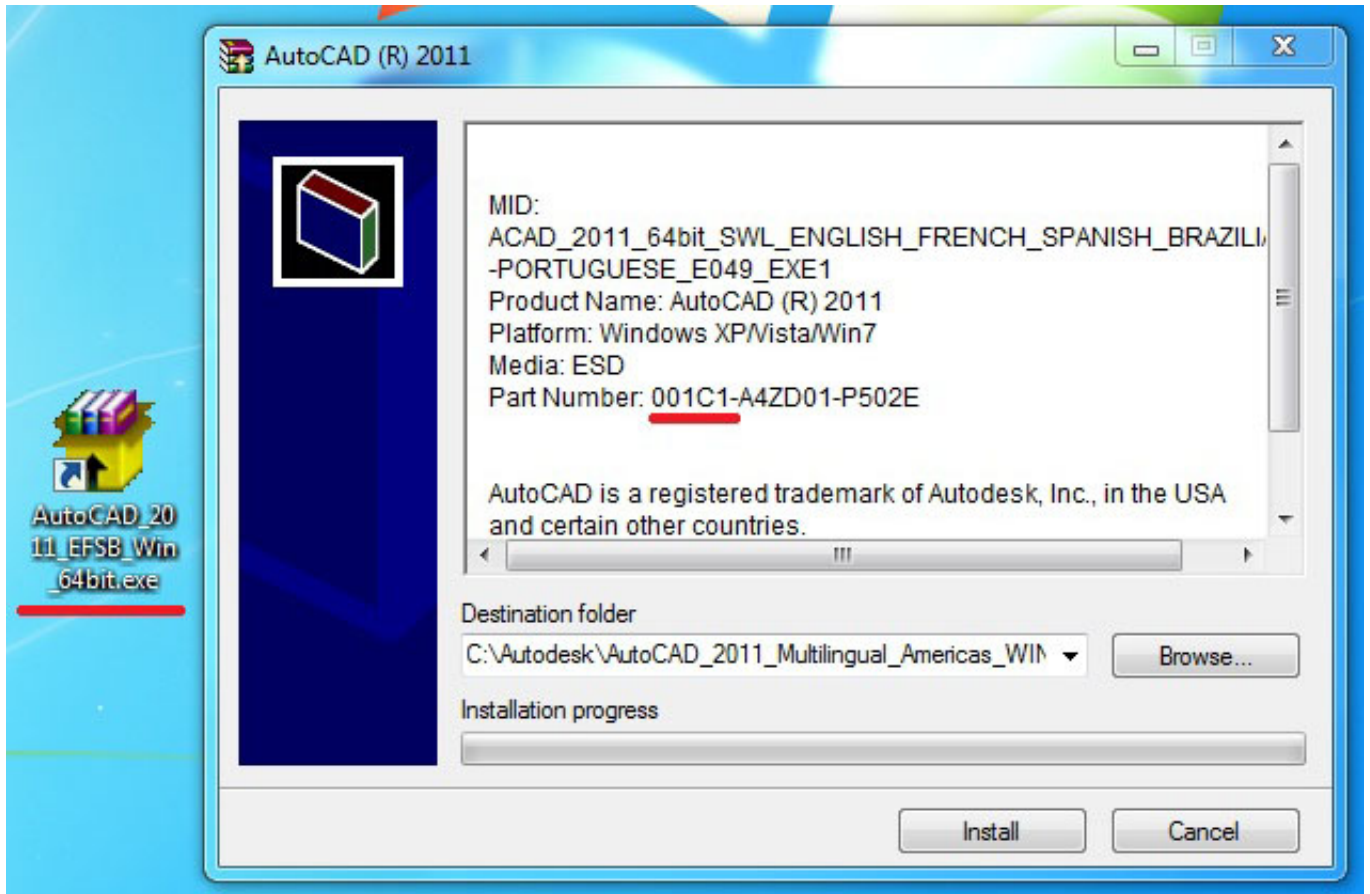 AutoCAD (R) 2011
MID:
ACAD_2011_64bit_SWL_ENGLISH_FRENCH_SPANISH_BRAZILI
-PORTUGUESE_E049_EXE1
Product Name: AutoCAD (R) 2011
Platform: Windows XP/Vista/Win7
Media: ESD
Part Number: 001C1-A4ZD01-P502E
AutoCAD is a registered trademark of Autodesk, Inc., in the USA
and certain other countries.
AutoCAD_20
11_EFSB_Win
_64bit.exe
Destination folder
C:\Autodesk\AutoCAD_2011_Multilingual_Americas_WIN
Browse...
Installation progress
Install
Cancel